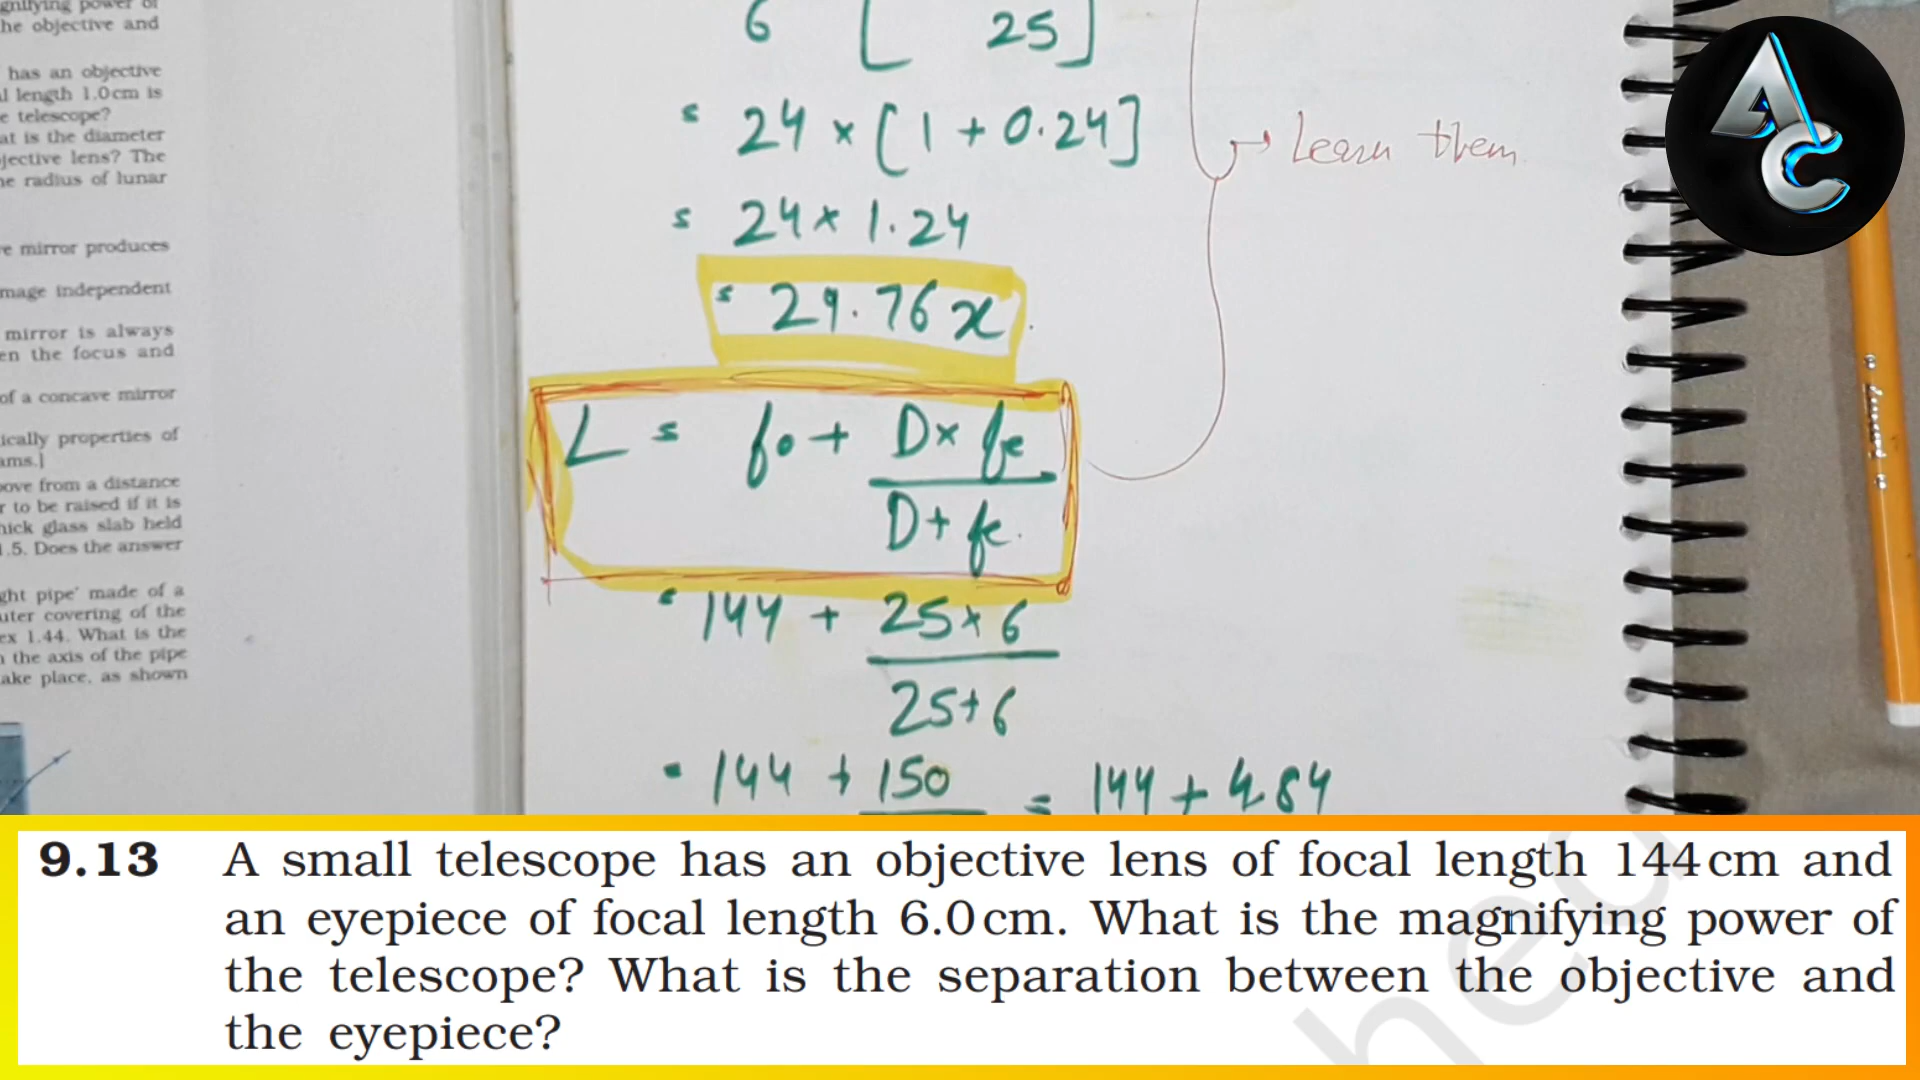 gnifying power of
he objective and
has an objective
l length 1.0cm is
e telescope?
at is the diameter
jective lens? The
ne radius of lunar
ve mirror produces
mage independent
mirror is always
en the focus and
of a concave mirror
ically properties of
ams.]
ove from a distance
r to be raised if it is
hick glass slab held
1.5. Does the answer
ght pipe' made of a
uter covering of the
ex 1.44. What is the
n the axis of the pipe
ake place, as shown
6 [ 25]
= 24 × [1 + 0.24]
→ Learn them
= 24 × 1.24
= 29.76 x
L = fo + D× fe
D+ fe.
= 144 + 25×6
25+6
= 144 + 150 = 144 + 4.84
AC
9.13 A small telescope has an objective lens of focal length 144 cm and
an eyepiece of focal length 6.0 cm. What is the magnifying power of
the telescope? What is the separation between the objective and
the eyepiece?